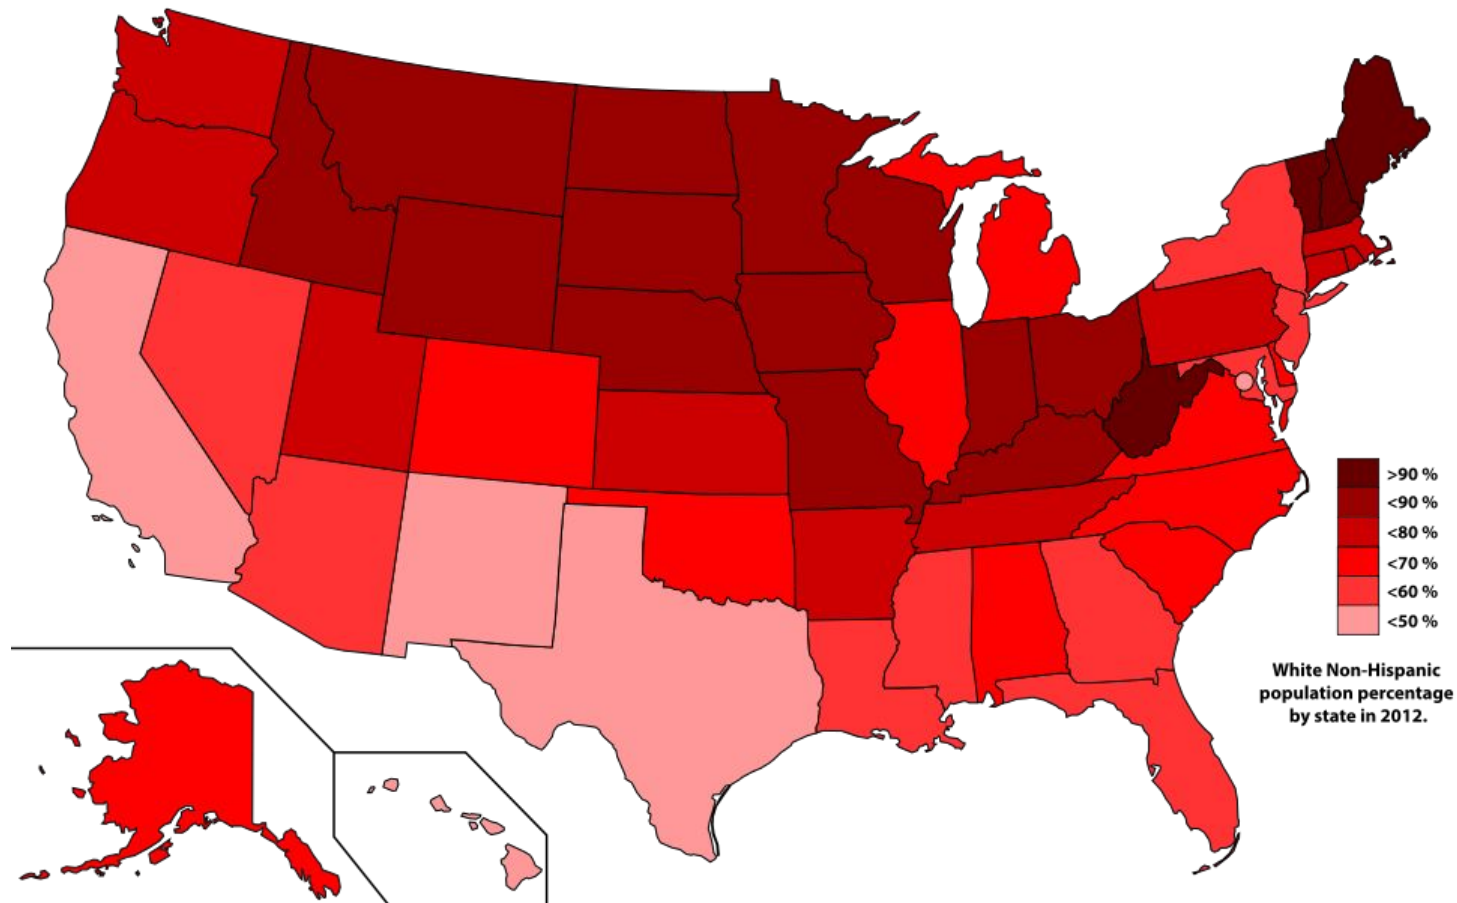 >90 %
<90 %
<80 %
<70 %
<60 %
<50 %
White Non-Hispanic
population percentage
by state in 2012.